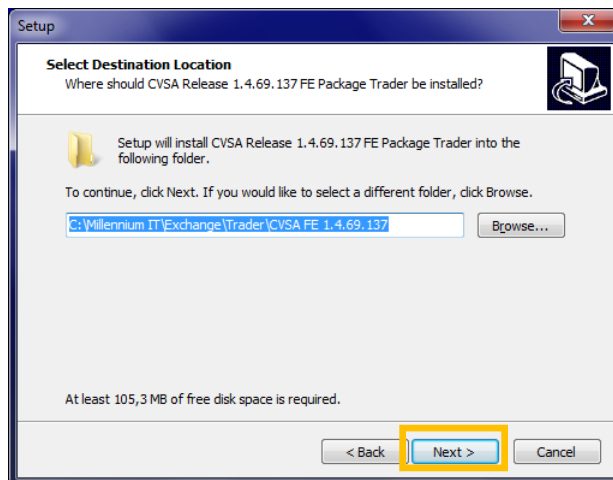 Setup
Select Destination Location
Where should CVSA Release 1.4.69.137 FE Package Trader be installed?
Setup will install CVSA Release 1.4.69.137 FE Package Trader into the
following folder.
To continue, click Next. If you would like to select a different folder, click Browse.
C:\Millennium IT\Exchange\Trader\CVSA FE 1.4.69.137
Browse...
At least 105,3 MB of free disk space is required.
< Back
Next >
Cancel